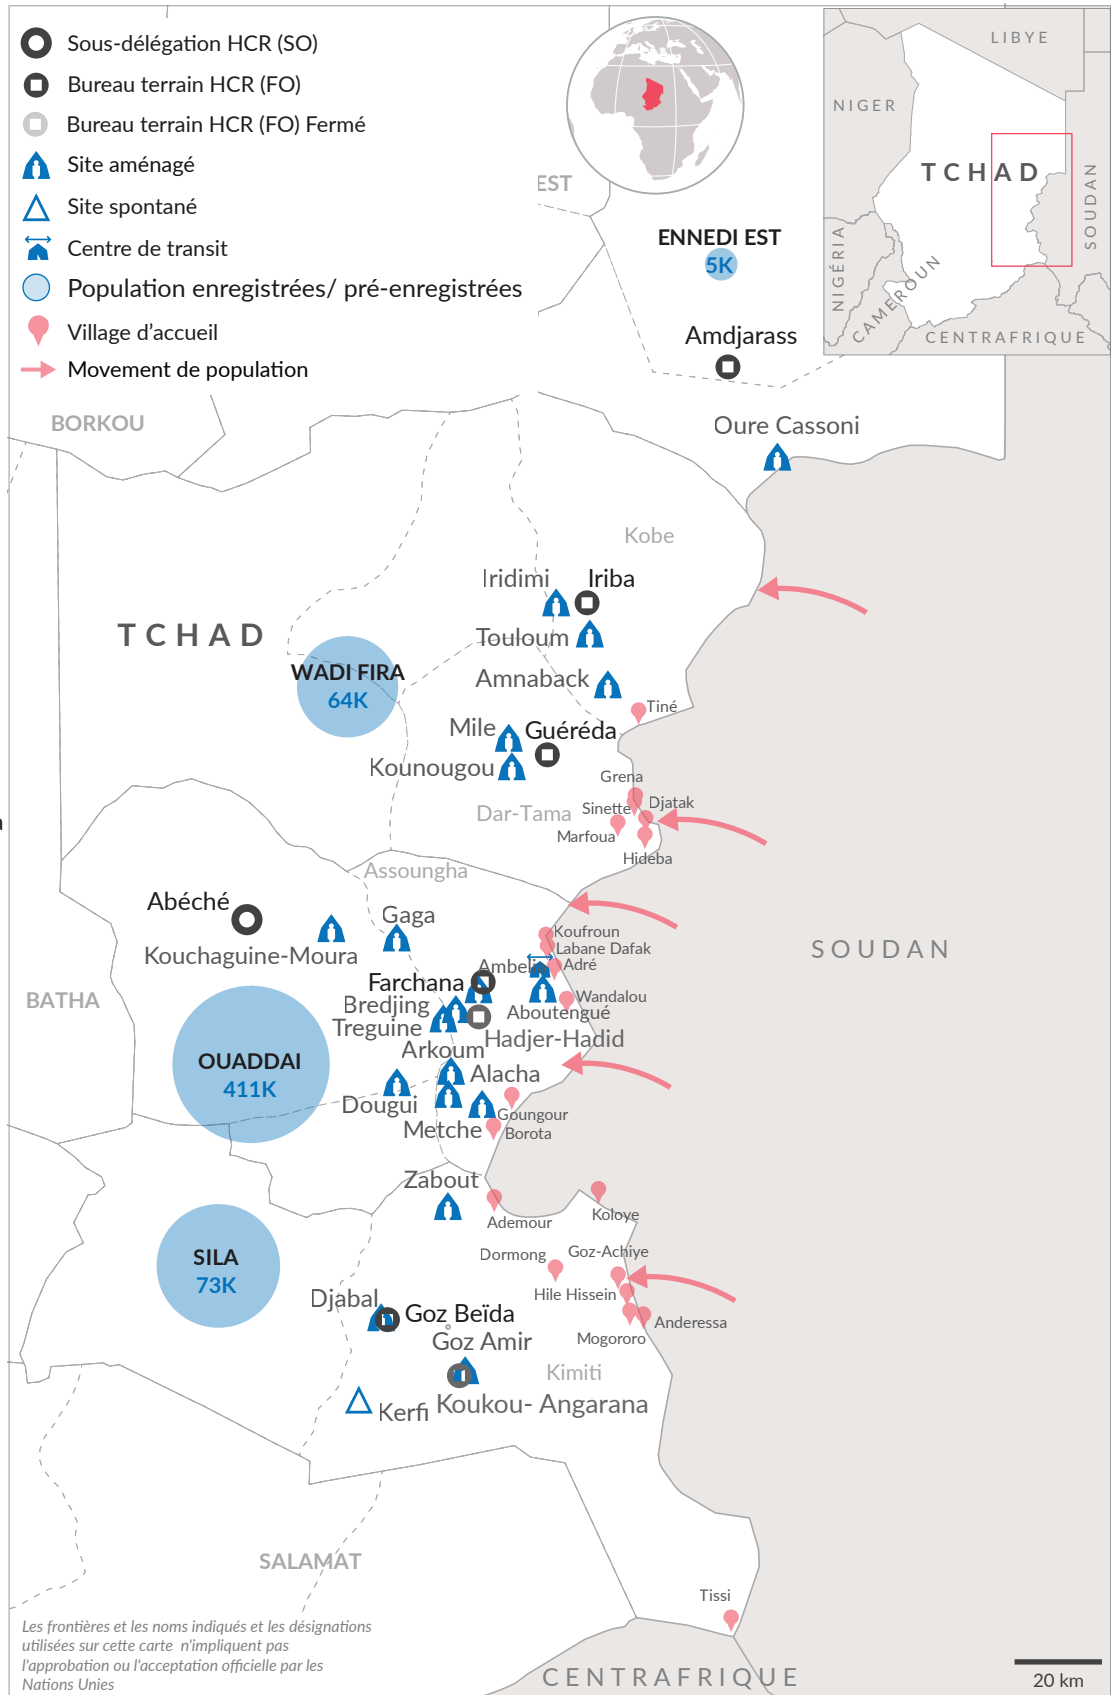 Sous-délégation HCR (SO)
Bureau terrain HCR (FO)
Bureau terrain HCR (FO) Fermé
Site aménagé
Site spontané
Centre de transit
Population enregistrées/ pré-enregistrées
Village d'accueil
Movement de population
LIBYE
NIGER
TCHAD
SOUDAN
NIGÉRIA
CAMEROUN
CENTRAFRIQUE
EST
ENNEDI EST
5K
Amdjarass
BORKOU
Oure Cassoni
Kobe
Iridimi
Iriba
TCHAD
Touloum
WADI FIRA
64K
Amnaback
Tiné
Mile
Guéréda
Kounougou
Grena
Sinette
Djatak
Dar-Tama
a
Marfoua
Hideba
Assoungha
Abéché
Gaga
Koufroun
Kouchaguine-Moura
Labane Dafak
SOUDAN
Ambelia
Adré
Farchana
BATHA
Bredjing
Wandalou
Aboutengué
Treguine
Hadjer-Hadid
Arkoum
OUADDAI
411K
Alacha
Dougui
Goungour
Metche
Borota
Zabout
Ademour
Koloye
Dormong
Goz-Achiye
SILA
73K
Hile Hissein
Djabal
Goz Beïda
Anderessa
Mogororo
Goz Amir
Kimiti
Kerfi
Koukou- Angarana
SALAMAT
Tissi
Les frontières et les noms indiqués et les désignations
utilisées sur cette carte n'impliquent pas
l'approbation ou l'acceptation officielle par les
Nations Unies
CENTRAFRIQUE
20 km